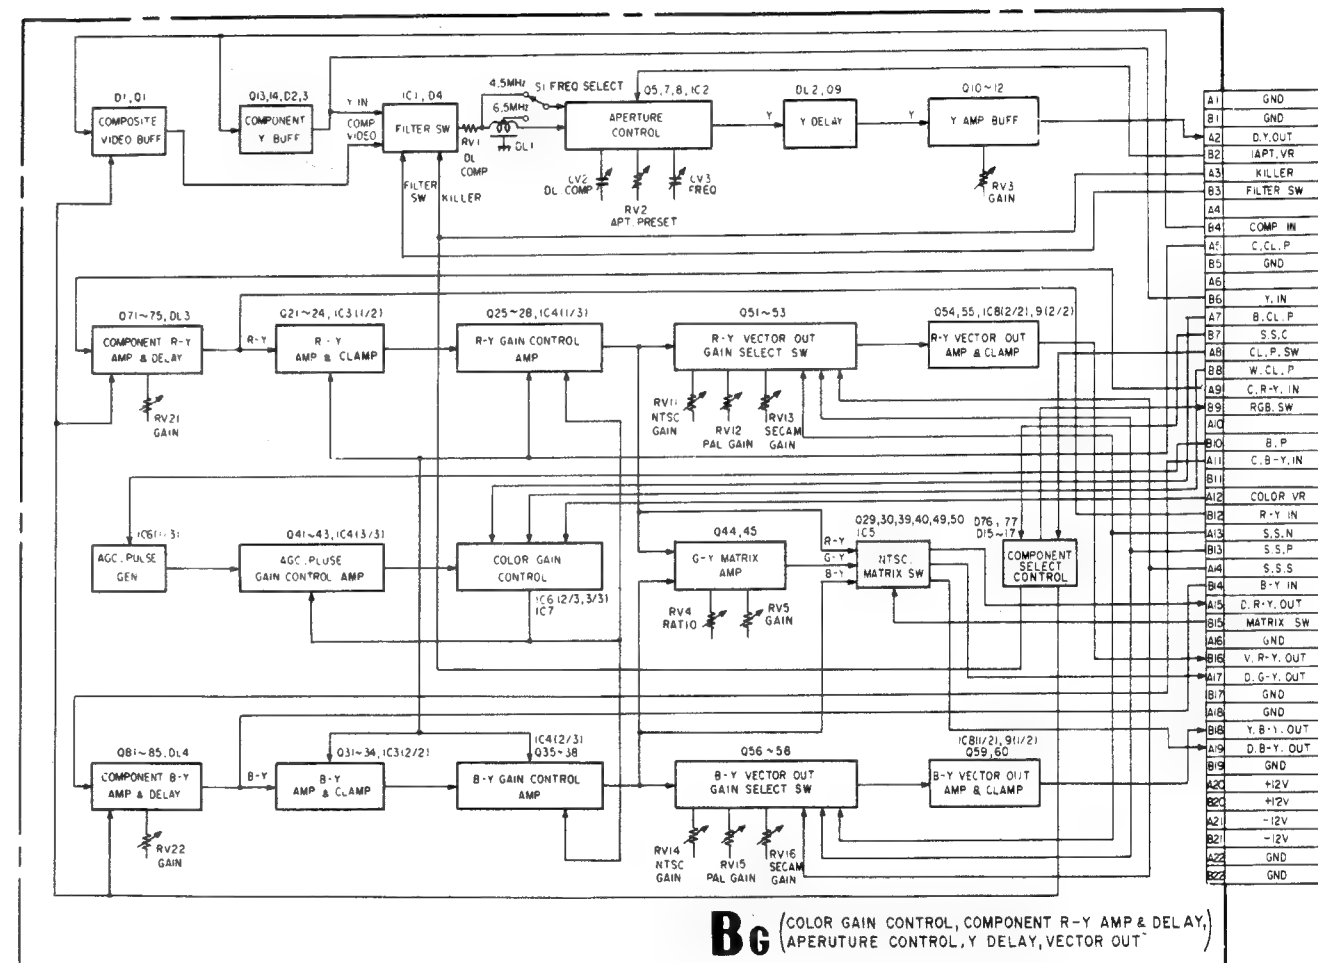 D1, Q1
COMPOSITE
VIDEO BUFF
Q13,14,D2,3
COMPONENT
Y BUFF
Y IN
COMP
VIDEO
IC1, D4
FILTER SW
RV1
DL
COMP
4.5MHz
6.5MHz
S1 FREQ SELECT
DL1
Q5,7,8, IC2
APERTURE
CONTROL
CV2
DL.COMP
RV2
APT.PRESET
CV3
FREQ
Y
DL2, Q9
Y DELAY
Y
Q10~12
Y AMP BUFF
RV3
GAIN
FILTER
SW
KILLER
Q71~75, DL3
COMPONENT R-Y
AMP & DELAY
RV21
GAIN
R-Y
Q21~24, IC3(1/2)
R-Y
AMP & CLAMP
Q25~28, IC4(1/3)
R-Y GAIN CONTROL
AMP
Q51~53
R-Y VECTOR OUT
GAIN SELECT SW
RV11
NTSC
GAIN
RV12
PAL GAIN
RV13
SECAM
GAIN
Q54,55, IC8(2/2), 9(2/2)
R-Y VECTOR OUT
AMP & CLAMP
IC6(1/3)
AGC.PULSE
GEN
Q41~43, IC4(3/3)
AGC.PLUSE
GAIN CONTROL AMP
COLOR GAIN
CONTROL
IC6(2/3,3/3)
IC7
Q44,45
G-Y MATRIX
AMP
RV4
RATIO
RV5
GAIN
R-Y
G-Y
B-Y
Q29,30,39,40,49,50
IC5
NTSC.
MATRIX SW
D76, 77
D15~17
COMPONENT
SELECT
CONTROL
Q81~85, DL4
COMPONENT B-Y
AMP & DELAY
RV22
GAIN
B-Y
Q31~34, IC3(2/2)
B-Y
AMP & CLAMP
IC4(2/3)
Q35~38
B-Y GAIN CONTROL
AMP
Q56~58
B-Y VECTOR OUT
GAIN SELECT SW
RV14
NTSC
GAIN
RV15
PAL GAIN
RV16
SECAM
GAIN
IC8(1/2), 9(1/2)
Q59,60
B-Y VECTOR OUT
AMP & CLAMP
A1 GND
B1 GND
A2 D.Y.OUT
B2 IAPT.VR
A3 KILLER
B3 FILTER SW
A4
B4 COMP IN
A5 C.CL.P
B5 GND
A6
B6 Y.IN
A7 B.CL.P
B7 S.S.C
A8 CL.P.SW
B8 W.CL.P
A9 C.R-Y.IN
B9 RGB.SW
A10
B10 B.P
A11 C.B-Y.IN
B11
A12 COLOR VR
B12 R-Y IN
A13 S.S.N
B13 S.S.P
A14 S.S.S
B14 B-Y IN
A15 D.R-Y.OUT
B15 MATRIX SW
A16 GND
B16 V.R-Y.OUT
A17 D.G-Y.OUT
B17 GND
A18 GND
B18 Y.B-Y.OUT
A19 D.B-Y.OUT
B19 GND
A20 +12V
B20 +12V
A21 -12V
B21 -12V
A22 GND
B22 GND
BG (COLOR GAIN CONTROL, COMPONENT R-Y AMP & DELAY,
APERUTURE CONTROL, Y DELAY, VECTOR OUT)